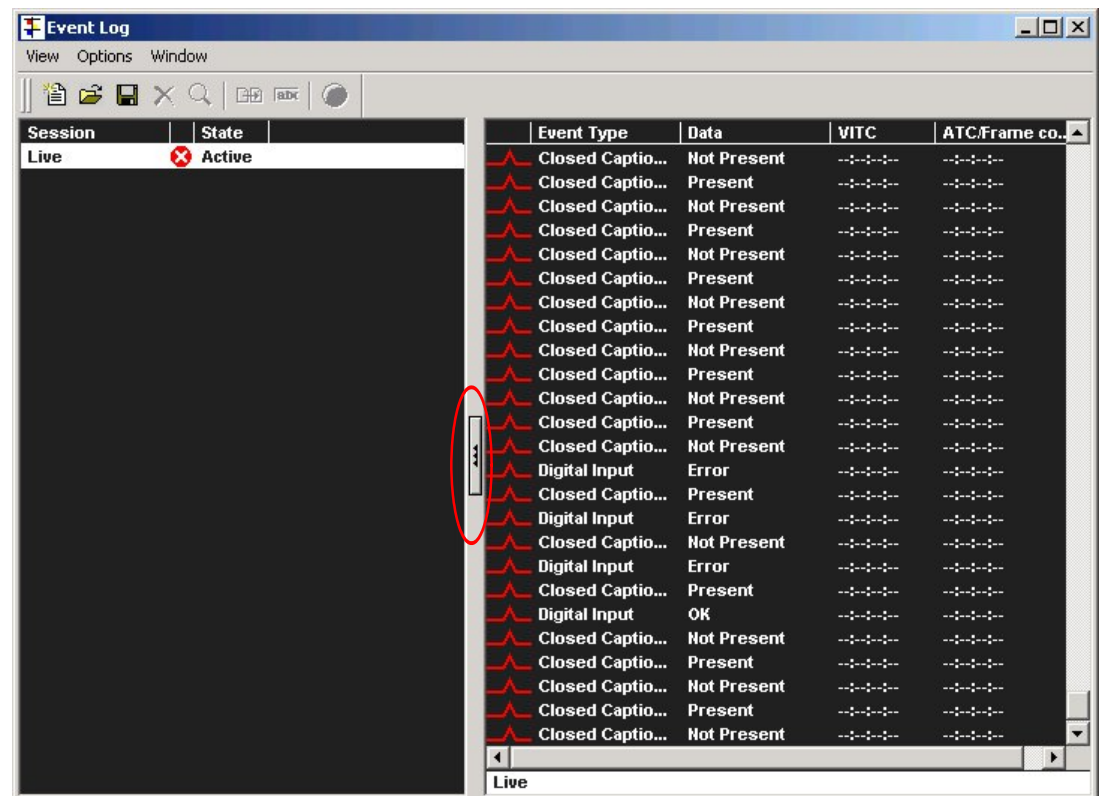 Event Log
View Options Window
abc
Session State
Live Active
Event Type Data VITC ATC/Frame co..
Closed Captio... Not Present --:--:--:-- --:--:--:--
Closed Captio... Present --:--:--:-- --:--:--:--
Closed Captio... Not Present --:--:--:-- --:--:--:--
Closed Captio... Present --:--:--:-- --:--:--:--
Closed Captio... Not Present --:--:--:-- --:--:--:--
Closed Captio... Present --:--:--:-- --:--:--:--
Closed Captio... Not Present --:--:--:-- --:--:--:--
Closed Captio... Present --:--:--:-- --:--:--:--
Closed Captio... Not Present --:--:--:-- --:--:--:--
Closed Captio... Present --:--:--:-- --:--:--:--
Closed Captio... Not Present --:--:--:-- --:--:--:--
Closed Captio... Present --:--:--:-- --:--:--:--
Closed Captio... Not Present --:--:--:-- --:--:--:--
Digital Input Error --:--:--:-- --:--:--:--
Closed Captio... Present --:--:--:-- --:--:--:--
Digital Input Error --:--:--:-- --:--:--:--
Closed Captio... Not Present --:--:--:-- --:--:--:--
Digital Input Error --:--:--:-- --:--:--:--
Closed Captio... Present --:--:--:-- --:--:--:--
Digital Input OK --:--:--:-- --:--:--:--
Closed Captio... Not Present --:--:--:-- --:--:--:--
Closed Captio... Present --:--:--:-- --:--:--:--
Closed Captio... Not Present --:--:--:-- --:--:--:--
Closed Captio... Present --:--:--:-- --:--:--:--
Closed Captio... Not Present --:--:--:-- --:--:--:--
Live